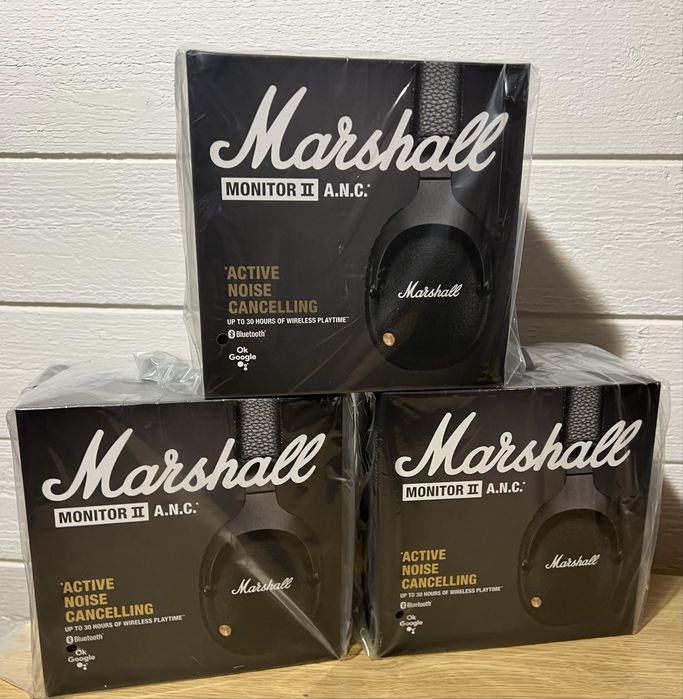 Marshall
MONITOR II A.N.C.*
*ACTIVE
NOISE
CANCELLING
UP TO 30 HOURS OF WIRELESS PLAYTIME**
Bluetooth®
Ok
Google
Marshall
Marshall
MONITOR II A.N.C.*
*ACTIVE
NOISE
CANCELLING
UP TO 30 HOURS OF WIRELESS PLAYTIME**
Bluetooth®
Ok
Google
Marshall
Marshall
MONITOR II A.N.C.*
*ACTIVE
NOISE
CANCELLING
UP TO 30 HOURS OF WIRELESS PLAYTIME**
Bluetooth®
Ok
Google
Marshall